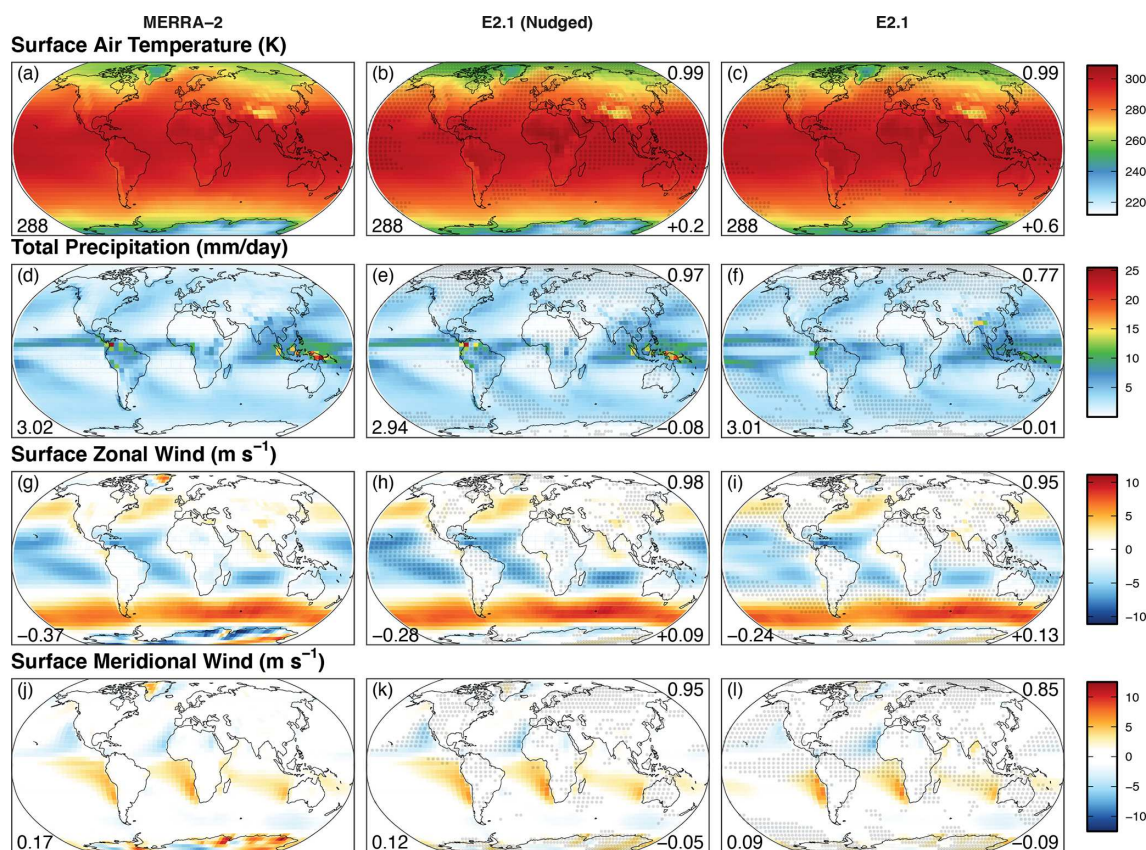 MERRA−2 E2.1 (Nudged) E2.1
Surface Air Temperature (K)
(a) (b) 0.99 (c) 0.99
288 288 +0.2 288 +0.6
300
280
260
240
220
Total Precipitation (mm/day)
(d) (e) 0.97 (f) 0.77
3.02 2.94 −0.08 3.01 −0.01
25
20
15
10
5
Surface Zonal Wind (m s⁻¹)
(g) (h) 0.98 (i) 0.95
−0.37 −0.28 +0.09 −0.24 +0.13
10
5
0
−5
−10
Surface Meridional Wind (m s⁻¹)
(j) (k) 0.95 (l) 0.85
0.17 0.12 −0.05 0.09 −0.09
10
5
0
−5
−10